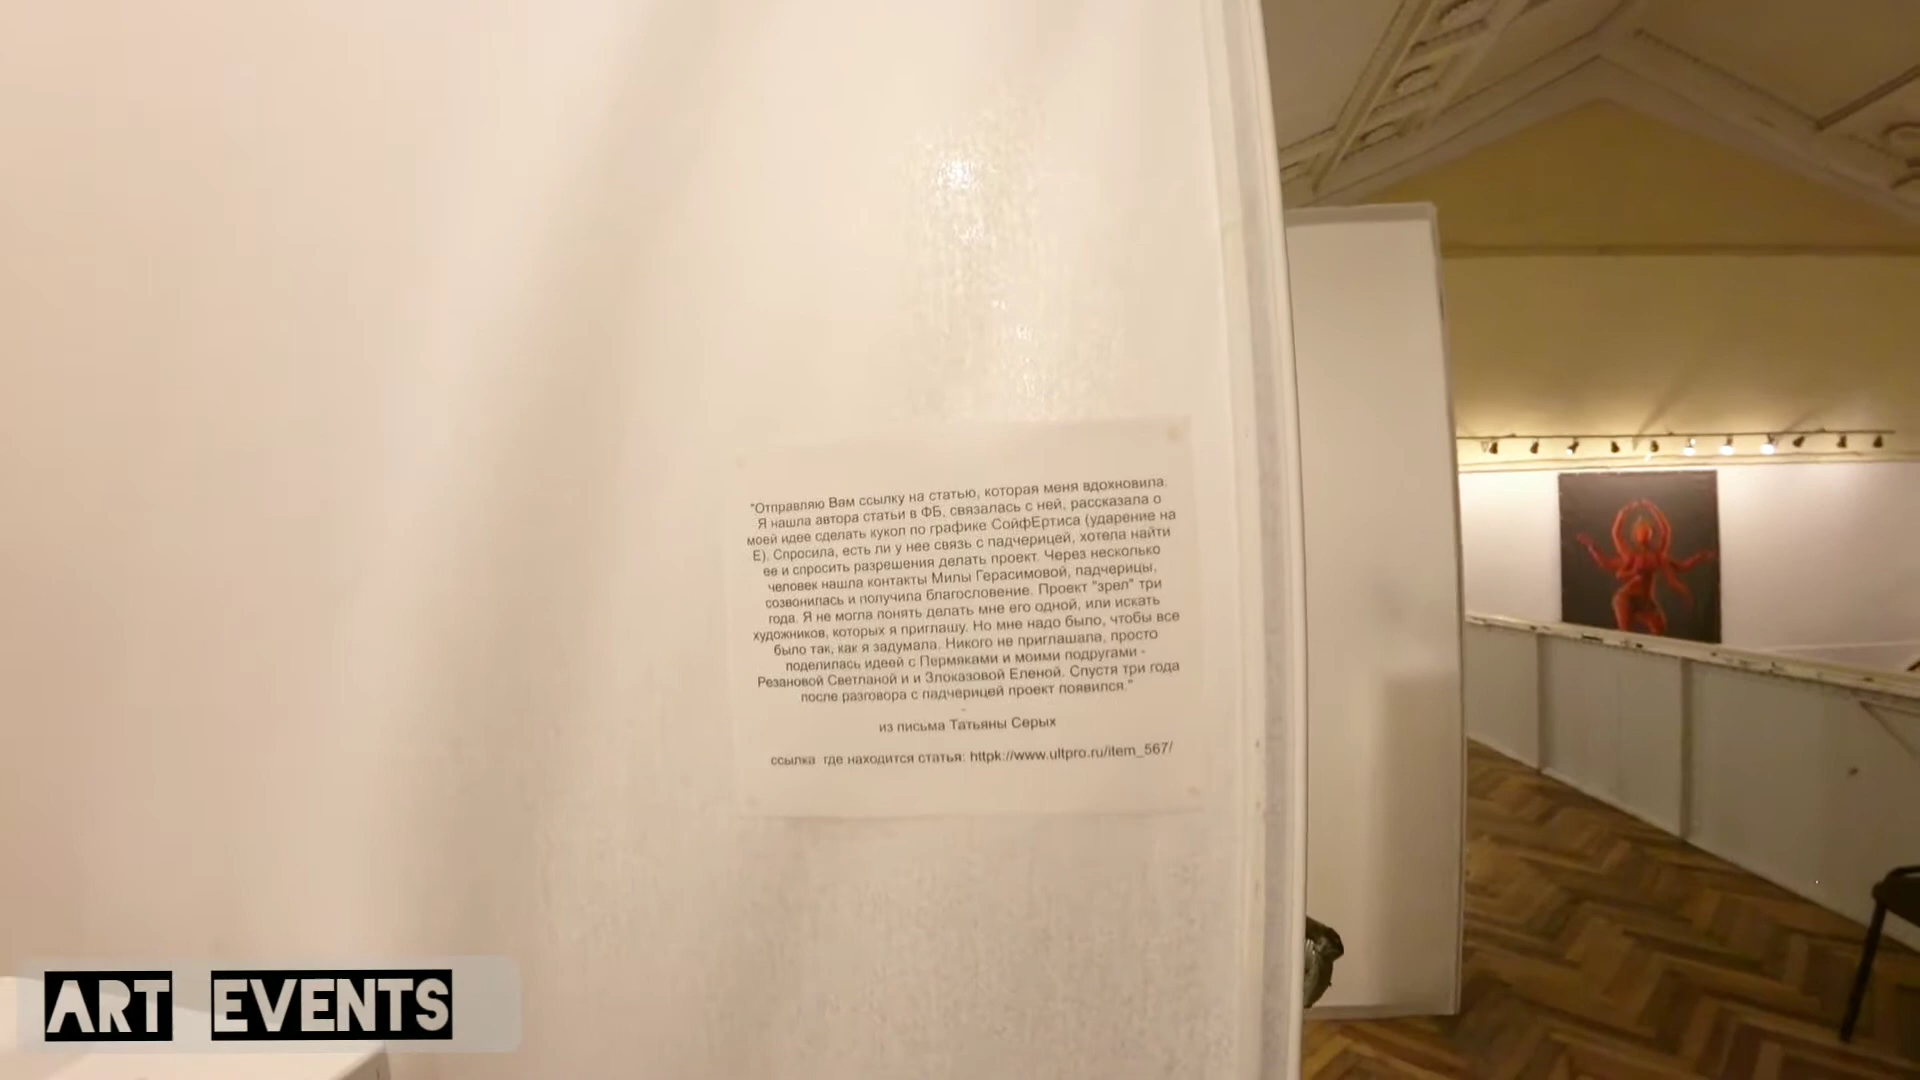 "Отправляю Вам ссылку на статью, которая меня вдохновила.
Я нашла автора статьи в ФБ, связалась с ней, рассказала о
моей идее сделать кукол по графике СойфЕртиса (ударение на
Е). Спросила, есть ли у нее связь с падчерицей, хотела найти
ее и спросить разрешения делать проект. Через несколько
человек нашла контакты Милы Герасимовой, падчерицы,
созвонилась и получила благословение. Проект "зрел" три
года. Я не могла понять делать мне его одной, или искать
художников, которых я приглашу. Но мне надо было, чтобы все
было так, как я задумала. Никого не приглашала, просто
поделилась идеей с Пермяками и моими подругами -
Резановой Светланой и и Злоказовой Еленой. Спустя три года
после разговора с падчерицей проект появился."
из письма Татьяны Серых
ссылка где находится статья: httpk://www.ultpro.ru/item_567/
ART EVENTS